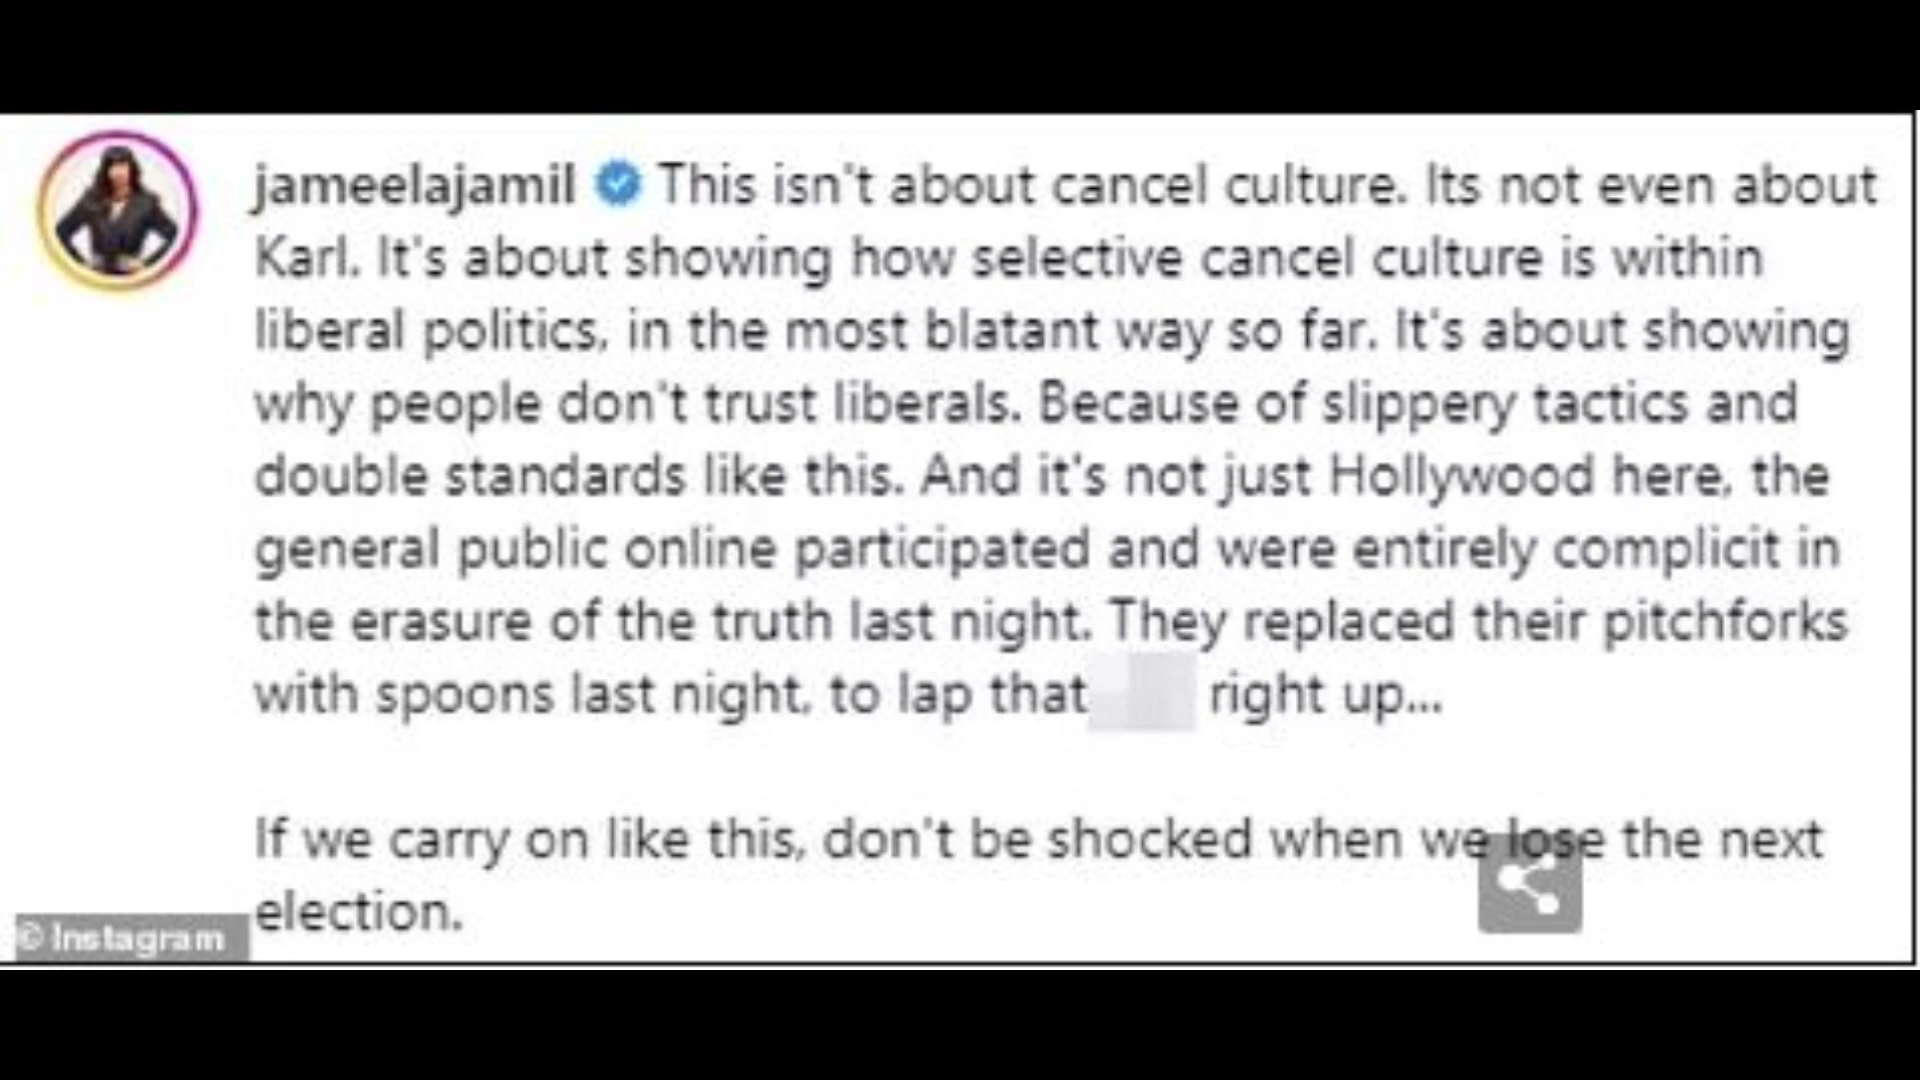 jameelajamil This isn't about cancel culture. Its not even about
Karl. It's about showing how selective cancel culture is within
liberal politics, in the most blatant way so far. It's about showing
why people don't trust liberals. Because of slippery tactics and
double standards like this. And it's not just Hollywood here, the
general public online participated and were entirely complicit in
the erasure of the truth last night. They replaced their pitchforks
with spoons last night, to lap that right up...
If we carry on like this, don't be shocked when we lose the next
election.
© Instagram